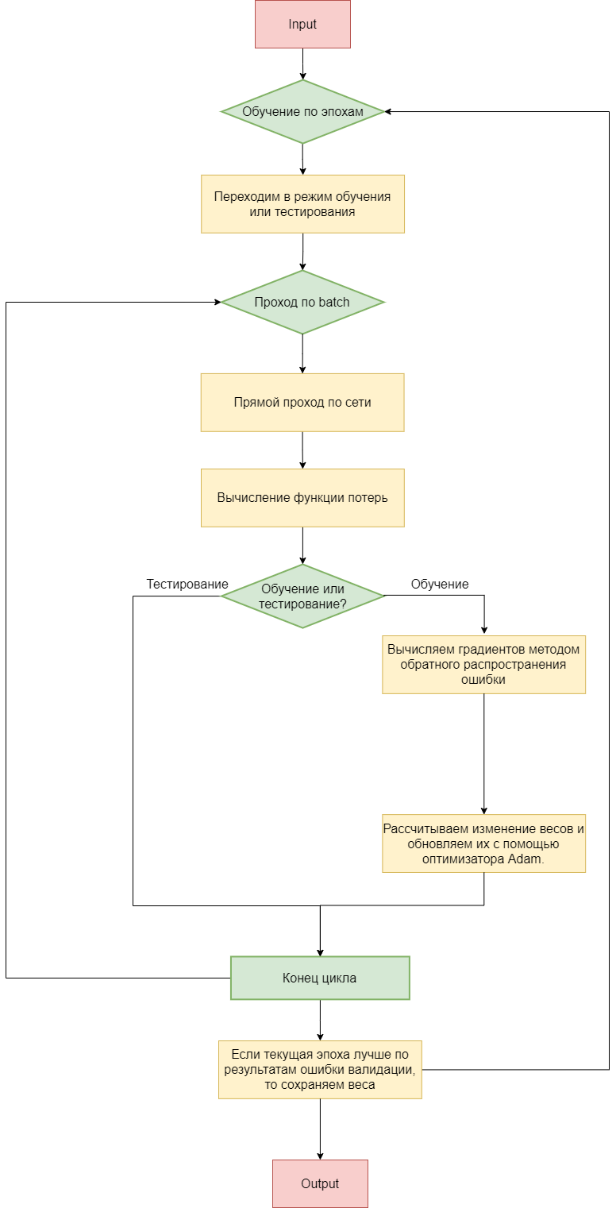 Input
Обучение по эпохам
Переходим в режим обучения
или тестирования
Проход по batch
Прямой проход по сети
Вычисление функции потерь
Тестирование
Обучение или
тестирование?
Обучение
Вычисляем градиентов методом
обратного распространения
ошибки
Рассчитываем изменение весов и
обновляем их с помощью
оптимизатора Adam.
Конец цикла
Если текущая эпоха лучше по
результатам ошибки валидации,
то сохраняем веса
Output